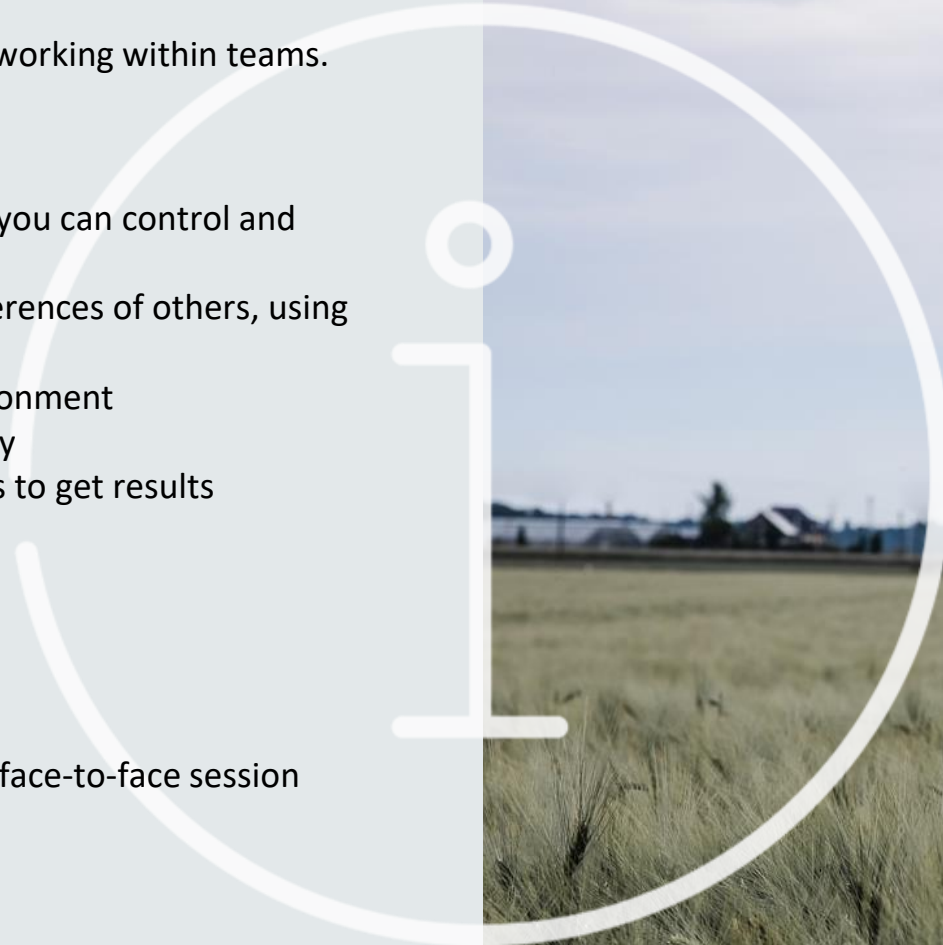 working within teams.
you can control and
erences of others, using
onment
y
s to get results
face-to-face session